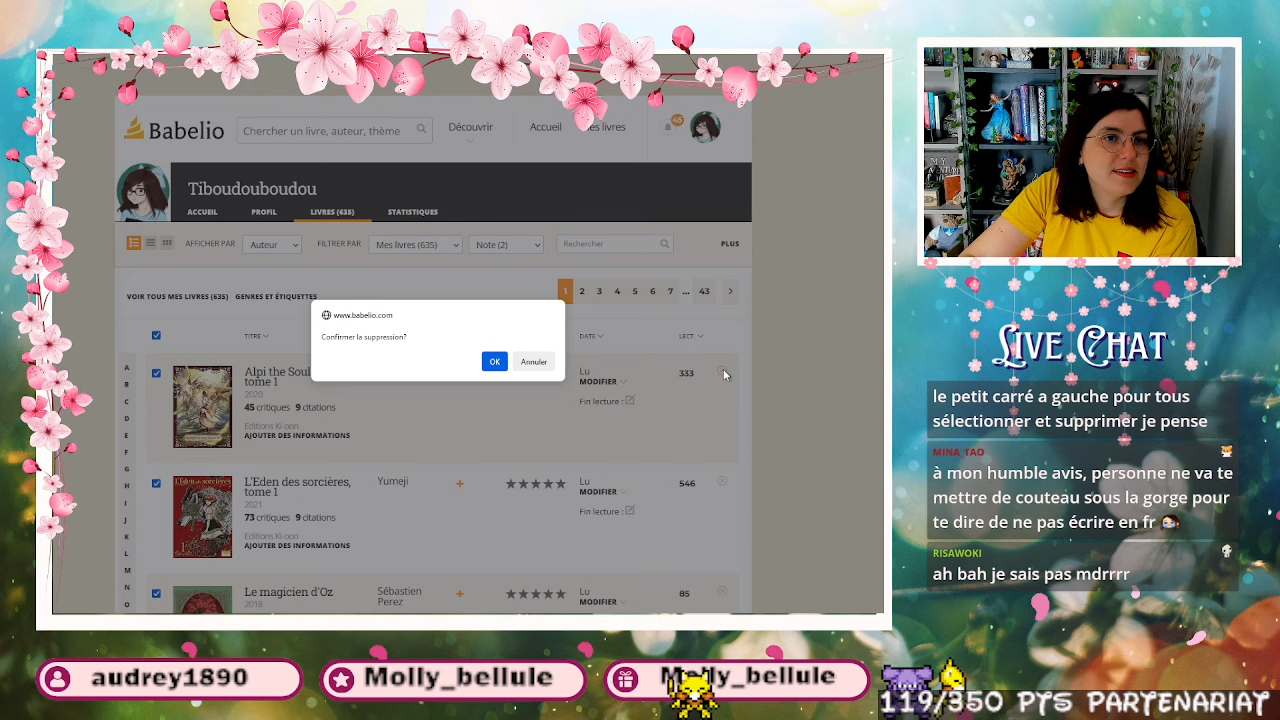 Babelio
Chercher un livre, auteur, thème
Découvrir
Accueil
es livres
45
Tiboudouboudou
ACCUEIL
PROFIL
LIVRES (635)
STATISTIQUES
AFFICHER PAR
Auteur
FILTRER PAR
Mes livres (635)
Note (2)
Rechercher
PLUS
VOIR TOUS MES LIVRES (635)
GENRES ET ÉTIQUETTES
1 2 3 4 5 6 7 ... 43
www.babelio.com
Confirmer la suppression?
OK
Annuler
TITRE
DATE
LECT.
A
B
C
D
E
F
G
H
I
J
K
L
M
N
O
Alpi the Soul
tome 1
2020
45 critiques 9 citations
Editions Ki-oon
AJOUTER DES INFORMATIONS
Lu
MODIFIER
Fin lecture :
333
L'Eden des sorcières,
tome 1
2021
73 critiques 9 citations
Editions Ki-oon
AJOUTER DES INFORMATIONS
Yumeji
Lu
MODIFIER
Fin lecture :
546
Le magicien d'Oz
2018
Sébastien
Perez
Lu
MODIFIER
85
MY
Live Chat
le petit carré a gauche pour tous
sélectionner et supprimer je pense
MINA_TAO
à mon humble avis, personne ne va te
mettre de couteau sous la gorge pour
te dire de ne pas écrire en fr
RISAWOKI
ah bah je sais pas mdrrrr
audrey1890
Molly_bellule
Molly_bellule
119/350 PTS PARTENARIAT